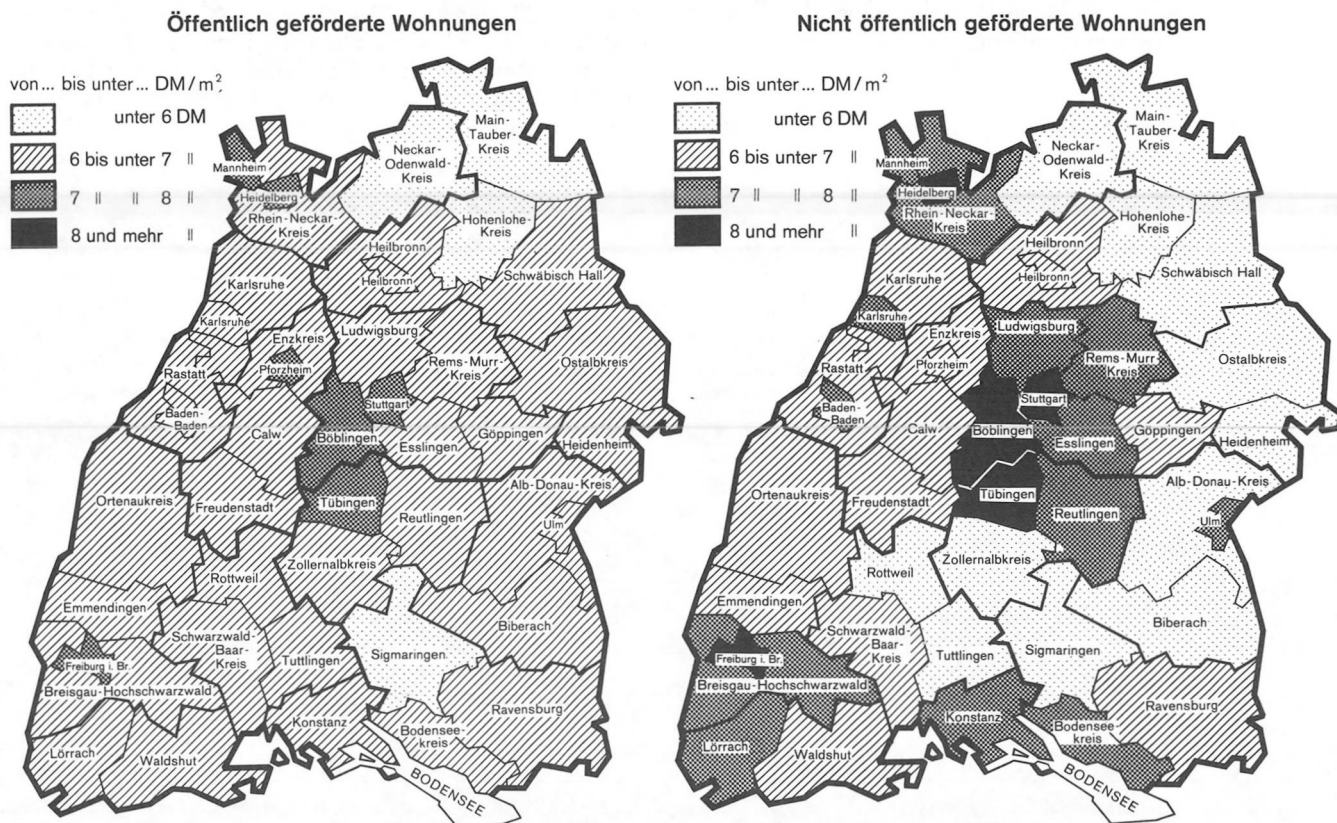 Öffentlich geförderte Wohnungen
von ... bis unter ... DM/m²
unter 6 DM
6 bis unter 7 "
7 " " 8 "
8 und mehr "
Main-
Tauber-
Kreis
Neckar-
Odenwald-
Kreis
Mannheim
Heidelberg
Rhein-Neckar-
Kreis
Hohenlohe-
Kreis
Heilbronn
Heilbronn
Schwäbisch Hall
Karlsruhe
Karlsruhe
Enzkreis
Ludwigsburg
Pforzheim
Rems-Murr-
Kreis
Ostalbkreis
Rastatt
Baden-
Baden
Stuttgart
Calw
Böblingen
Esslingen
Göppingen
Heidenheim
Alb-Donau-Kreis
Ortenaukreis
Tübingen
Freudenstadt
Reutlingen
Ulm
Zollernalbkreis
Rottweil
Emmendingen
Biberach
Schwarzwald-
Baar-
Kreis
Freiburg i. Br.
Tuttlingen
Sigmaringen
Breisgau-Hochschwarzwald
Ravensburg
Konstanz
Bodensee-
kreis
Lörrach
Waldshut
BODENSEE
Nicht öffentlich geförderte Wohnungen
von ... bis unter ... DM/m²
unter 6 DM
6 bis unter 7 "
7 " " 8 "
8 und mehr "
Main-
Tauber-
Kreis
Neckar-
Odenwald-
Kreis
Mannheim
Heidelberg
Rhein-Neckar-
Kreis
Hohenlohe-
Kreis
Heilbronn
Heilbronn
Schwäbisch Hall
Karlsruhe
Karlsruhe
Enzkreis
Ludwigsburg
Pforzheim
Rems-Murr-
Kreis
Ostalbkreis
Rastatt
Baden-
Baden
Stuttgart
Calw
Böblingen
Esslingen
Göppingen
Heidenheim
Alb-Donau-Kreis
Ortenaukreis
Tübingen
Freudenstadt
Reutlingen
Ulm
Zollernalbkreis
Rottweil
Emmendingen
Biberach
Schwarzwald-
Baar-
Kreis
Freiburg i. Br.
Tuttlingen
Sigmaringen
Breisgau-Hochschwarzwald
Ravensburg
Konstanz
Bodensee-
kreis
Lörrach
Waldshut
BODENSEE